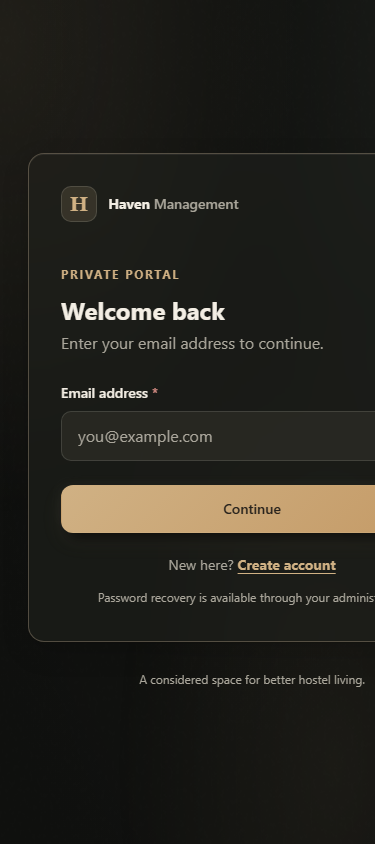 H
Haven Management
PRIVATE PORTAL
Welcome back
Enter your email address to continue.
Email address *
you@example.com
Continue
New here? Create account
Password recovery is available through your
A considered space for better hostel living.